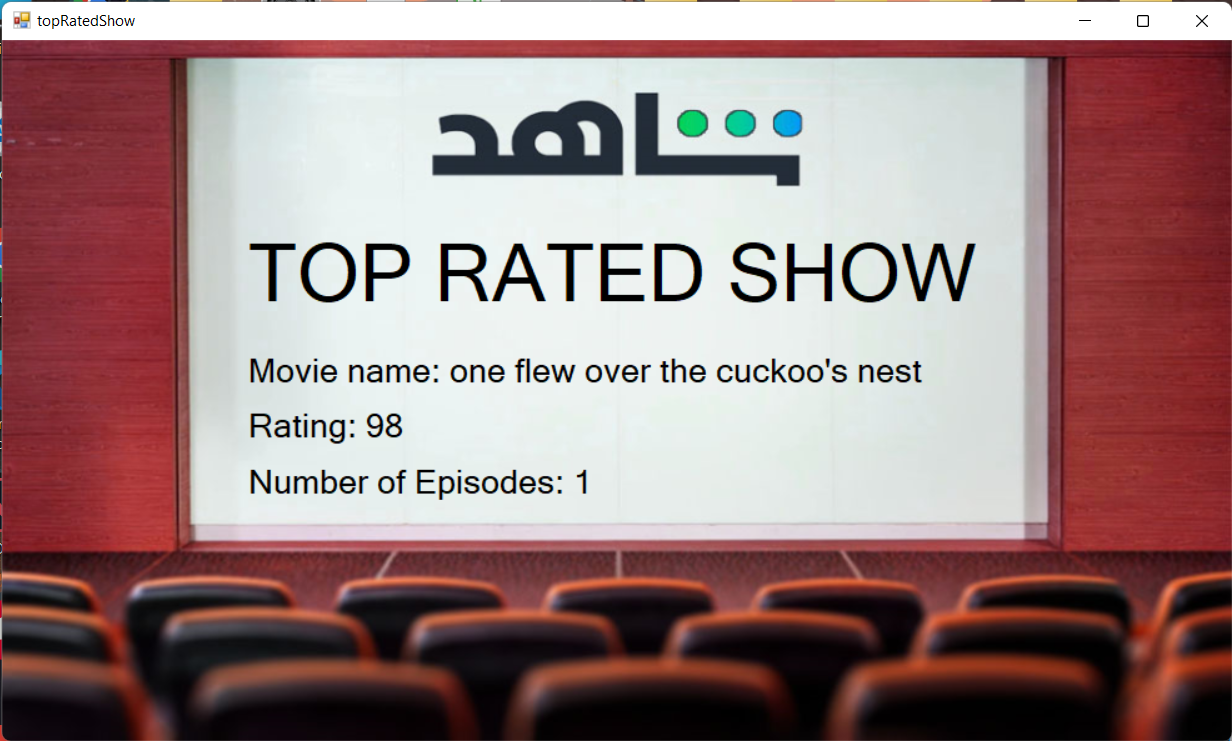 topRatedShow
شاهد
TOP RATED SHOW
Movie name: one flew over the cuckoo's nest
Rating: 98
Number of Episodes: 1